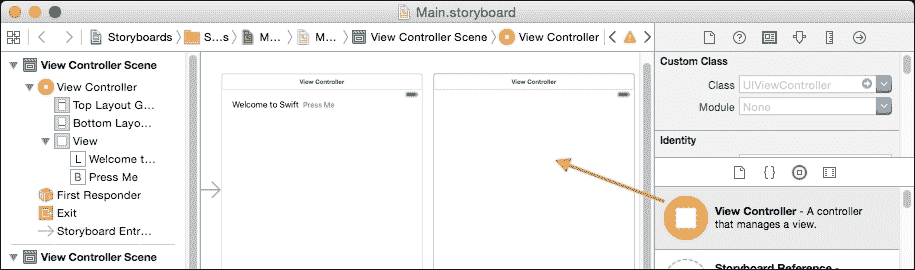 Main.storyboard
Storyboards
S...s
M...
M...
View Controller Scene
View Controller
View Controller Scene
View Controller
Top Layout G...
Bottom Layo...
View
L Welcome t...
B Press Me
First Responder
Exit
Storyboard Entr...
View Controller Scene
View Controller
Welcome to Swift Press Me
View Controller
Custom Class
Class UIViewController
Module None
Identity
{ }
View Controller - A controller
that manages a view.
Storyboard Reference -